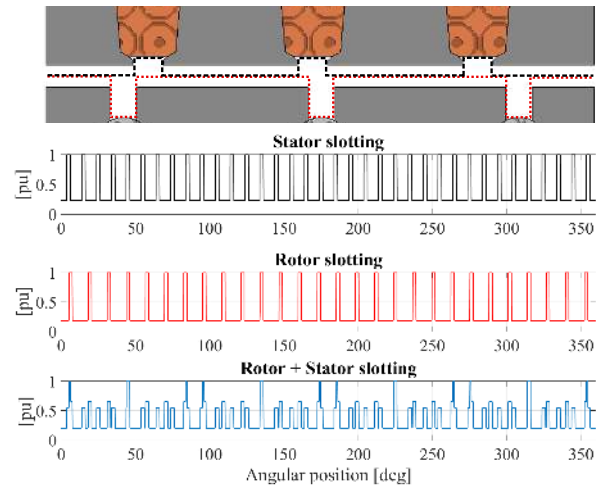 Stator slotting
1
0.5
0
[pu]
0 50 100 150 200 250 300 350
Rotor slotting
1
0.5
0
[pu]
0 50 100 150 200 250 300 350
Rotor + Stator slotting
1
0.5
0
[pu]
0 50 100 150 200 250 300 350
Angular position [deg]